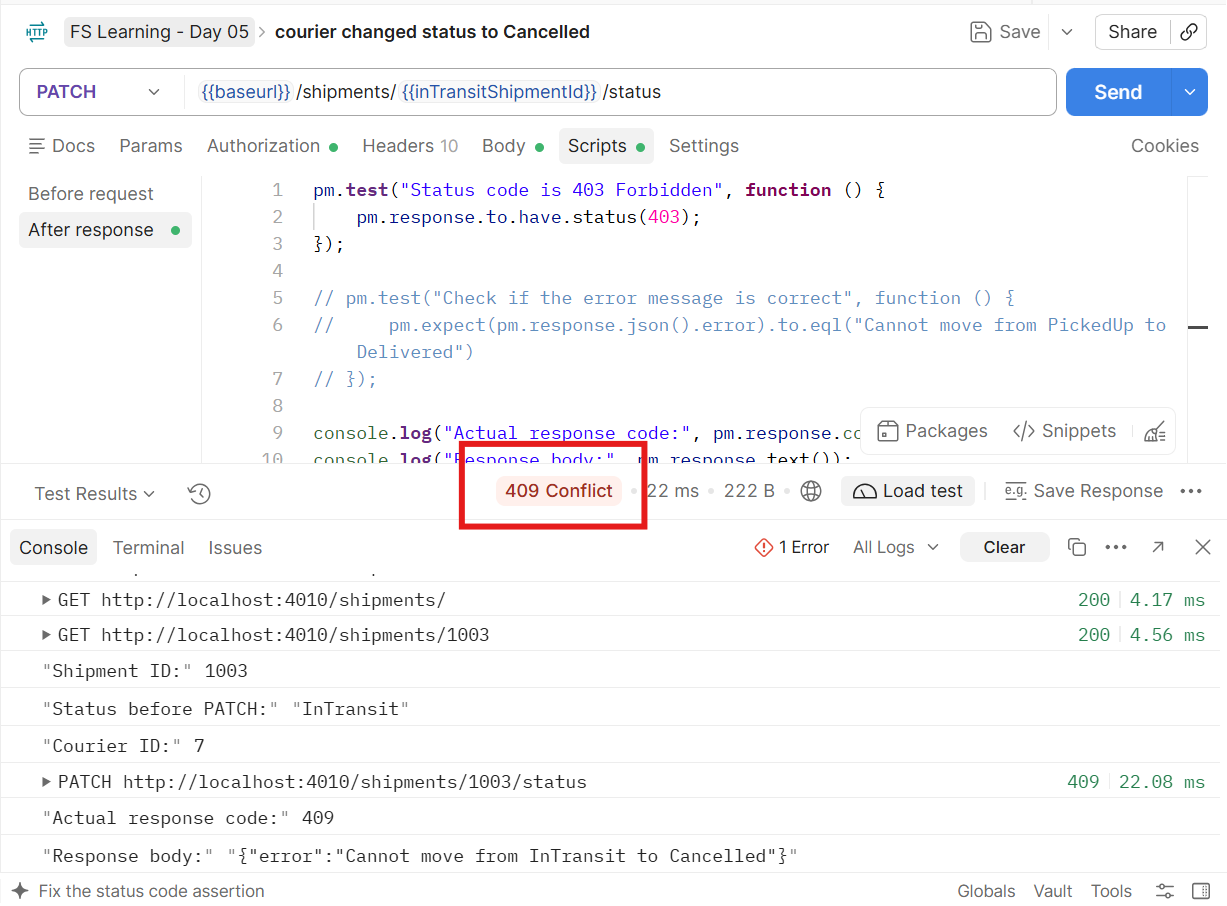 HTTP FS Learning - Day 05 > courier changed status to Cancelled Save Share
PATCH {{baseurl}} /shipments/ {{inTransitShipmentId}} /status Send
Docs Params Authorization Headers 10 Body Scripts Settings Cookies
Before request
After response
1 pm.test("Status code is 403 Forbidden", function () {
2 pm.response.to.have.status(403);
3 });
4
5 // pm.test("Check if the error message is correct", function () {
6 // pm.expect(pm.response.json().error).to.eql("Cannot move from PickedUp to
Delivered")
7 // });
8
9 console.log("Actual response code:", pm.response.co
Packages </> Snippets
10 console.log("Response body:", pm.response.text());
Test Results 409 Conflict 22 ms 222 B Load test e.g. Save Response
Console Terminal Issues 1 Error All Logs Clear
GET http://localhost:4010/shipments/ 200 4.17 ms
GET http://localhost:4010/shipments/1003 200 4.56 ms
"Shipment ID:" 1003
"Status before PATCH:" "InTransit"
"Courier ID:" 7
PATCH http://localhost:4010/shipments/1003/status 409 22.08 ms
"Actual response code:" 409
"Response body:" "{"error":"Cannot move from InTransit to Cancelled"}"
Fix the status code assertion Globals Vault Tools